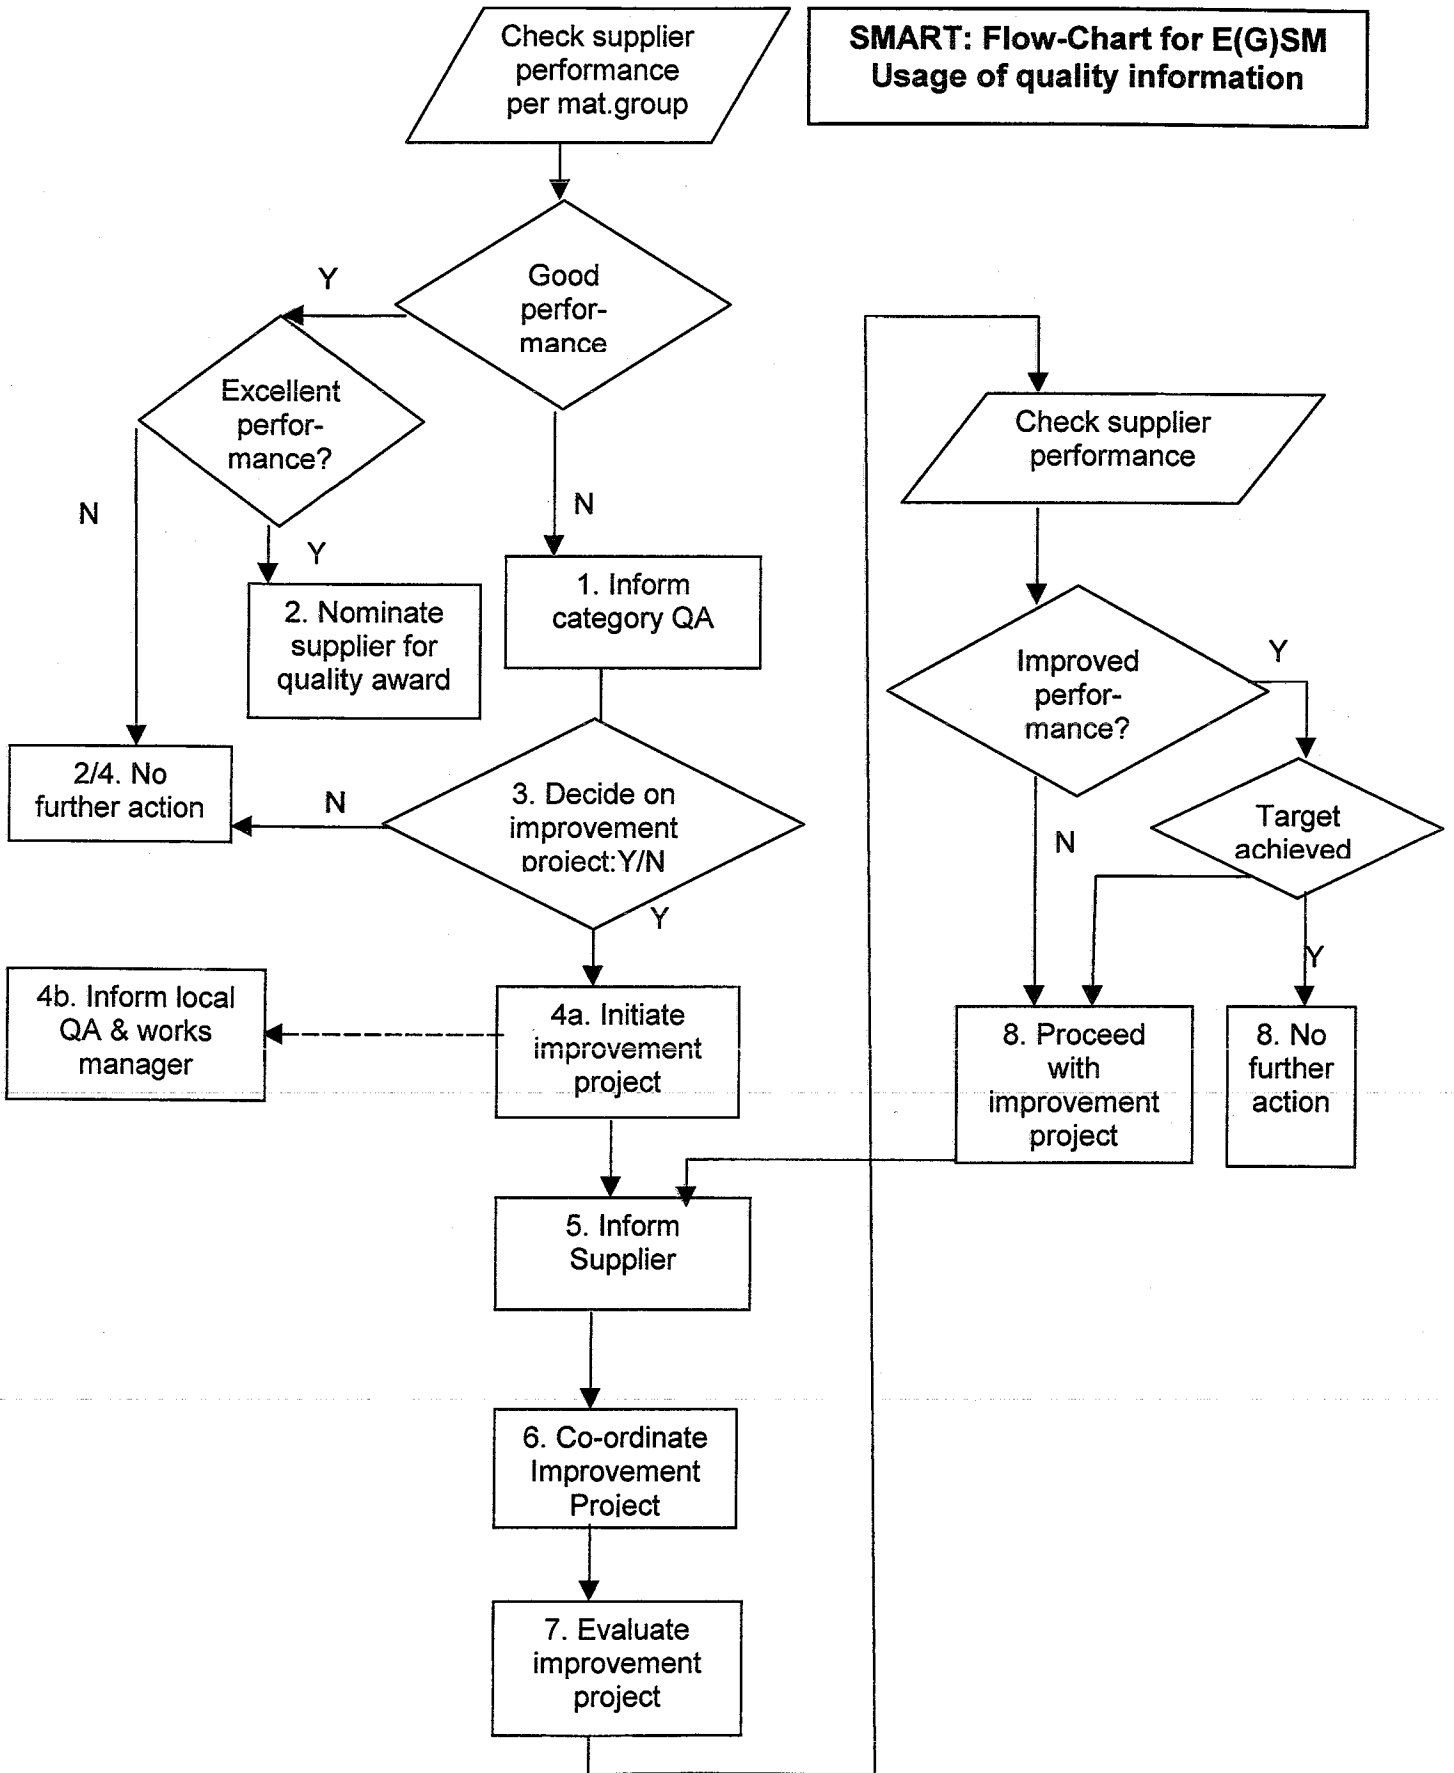 Check supplier
performance
per mat.group
SMART: Flow-Chart for E(G)SM
Usage of quality information
Good
perfor-
mance
Y
Excellent
perfor-
mance?
N
Y
N
1. Inform
category QA
2. Nominate
supplier for
quality award
2/4. No
further action
N
3. Decide on
improvement
project:Y/N
Y
4b. Inform local
QA & works
manager
4a. Initiate
improvement
project
5. Inform
Supplier
6. Co-ordinate
Improvement
Project
7. Evaluate
improvement
project
Check supplier
performance
Improved
perfor-
mance?
Y
N
Target
achieved
Y
8. Proceed
with
improvement
project
8. No
further
action